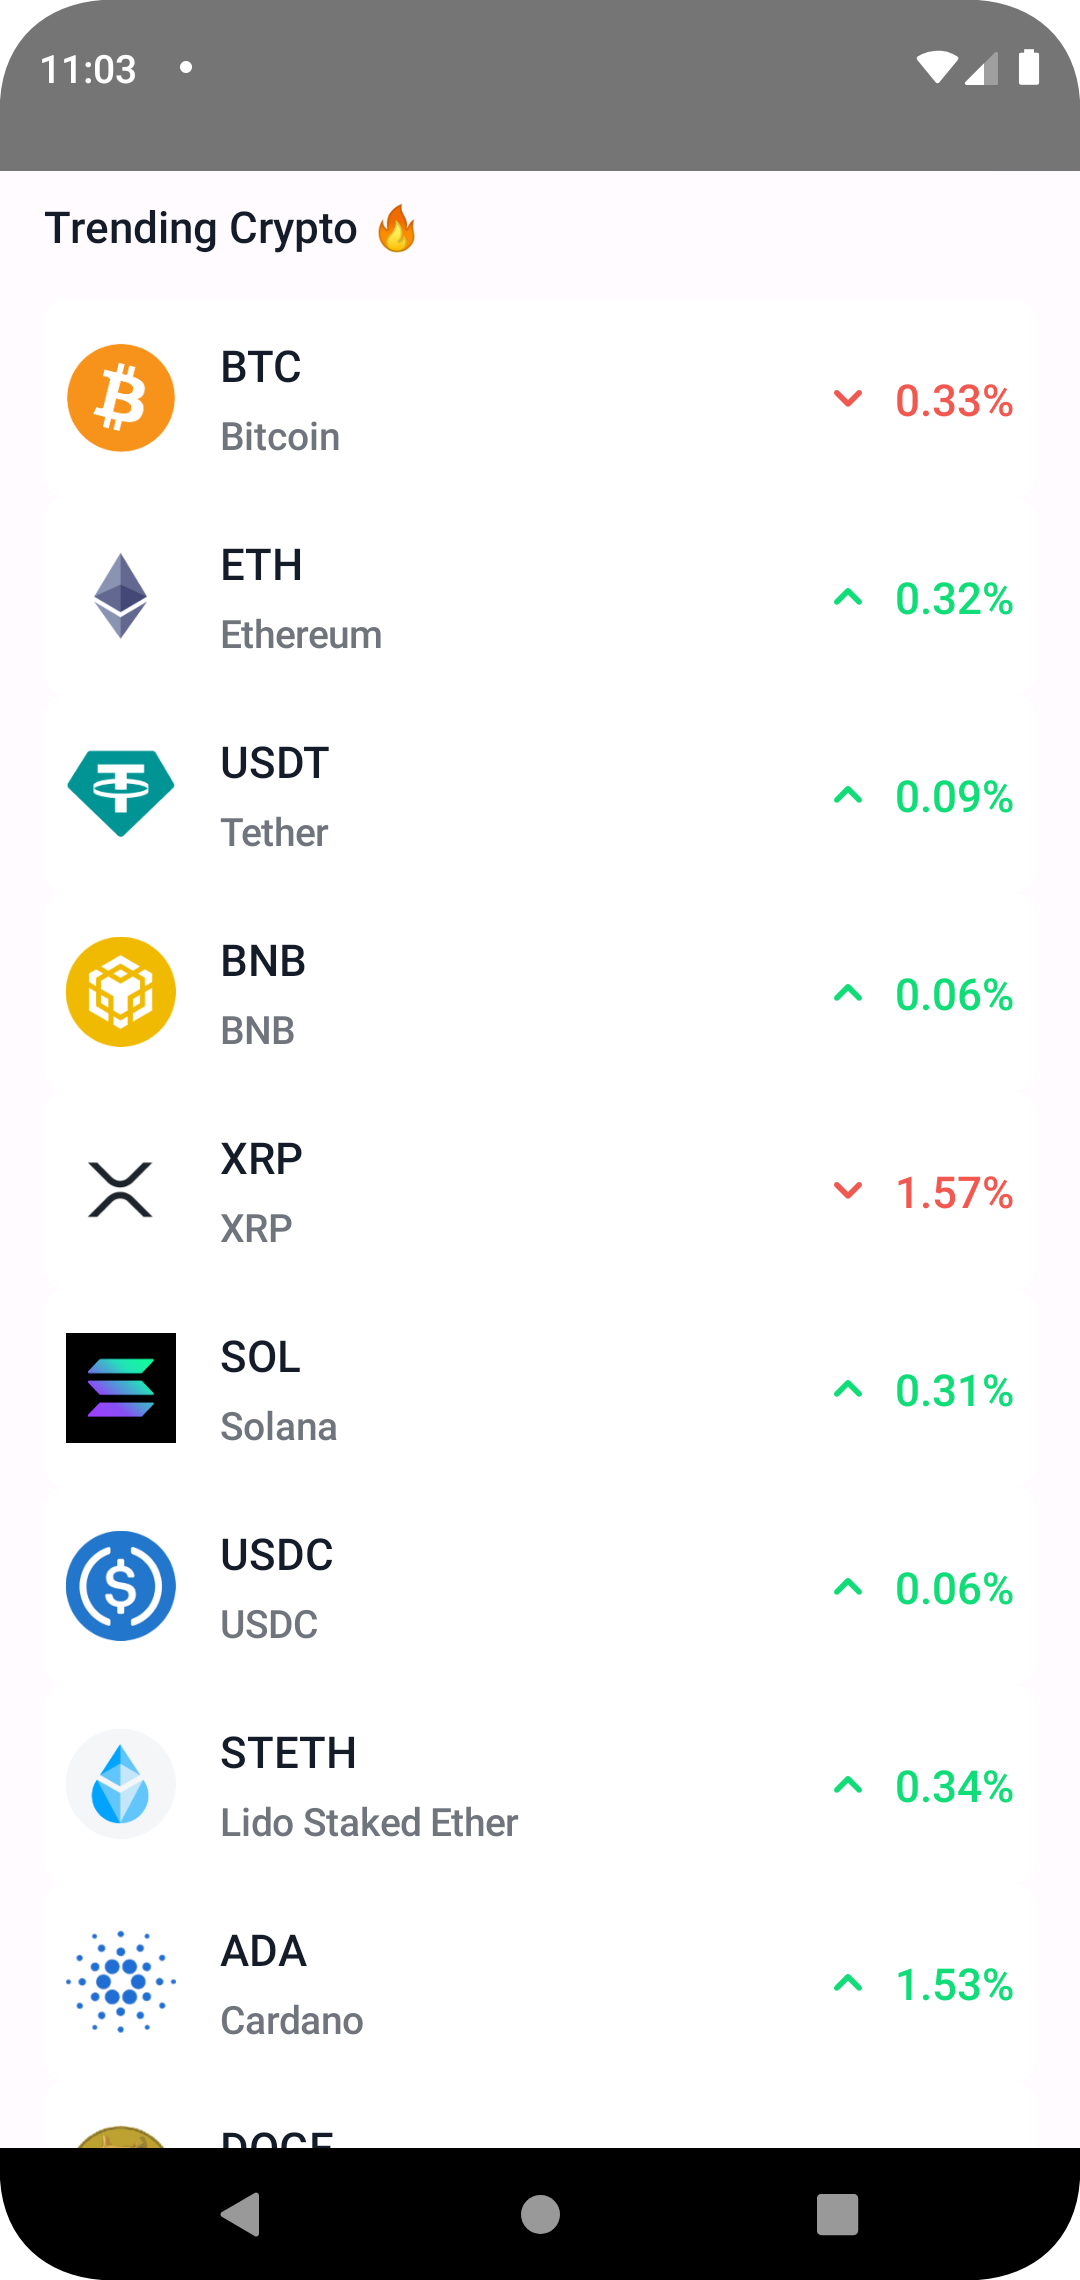 11:03
Trending Crypto 🔥
BTC
Bitcoin
0.33%
ETH
Ethereum
0.32%
USDT
Tether
0.09%
BNB
BNB
0.06%
XRP
XRP
1.57%
SOL
Solana
0.31%
USDC
USDC
0.06%
STETH
Lido Staked Ether
0.34%
ADA
Cardano
1.53%
DOGE